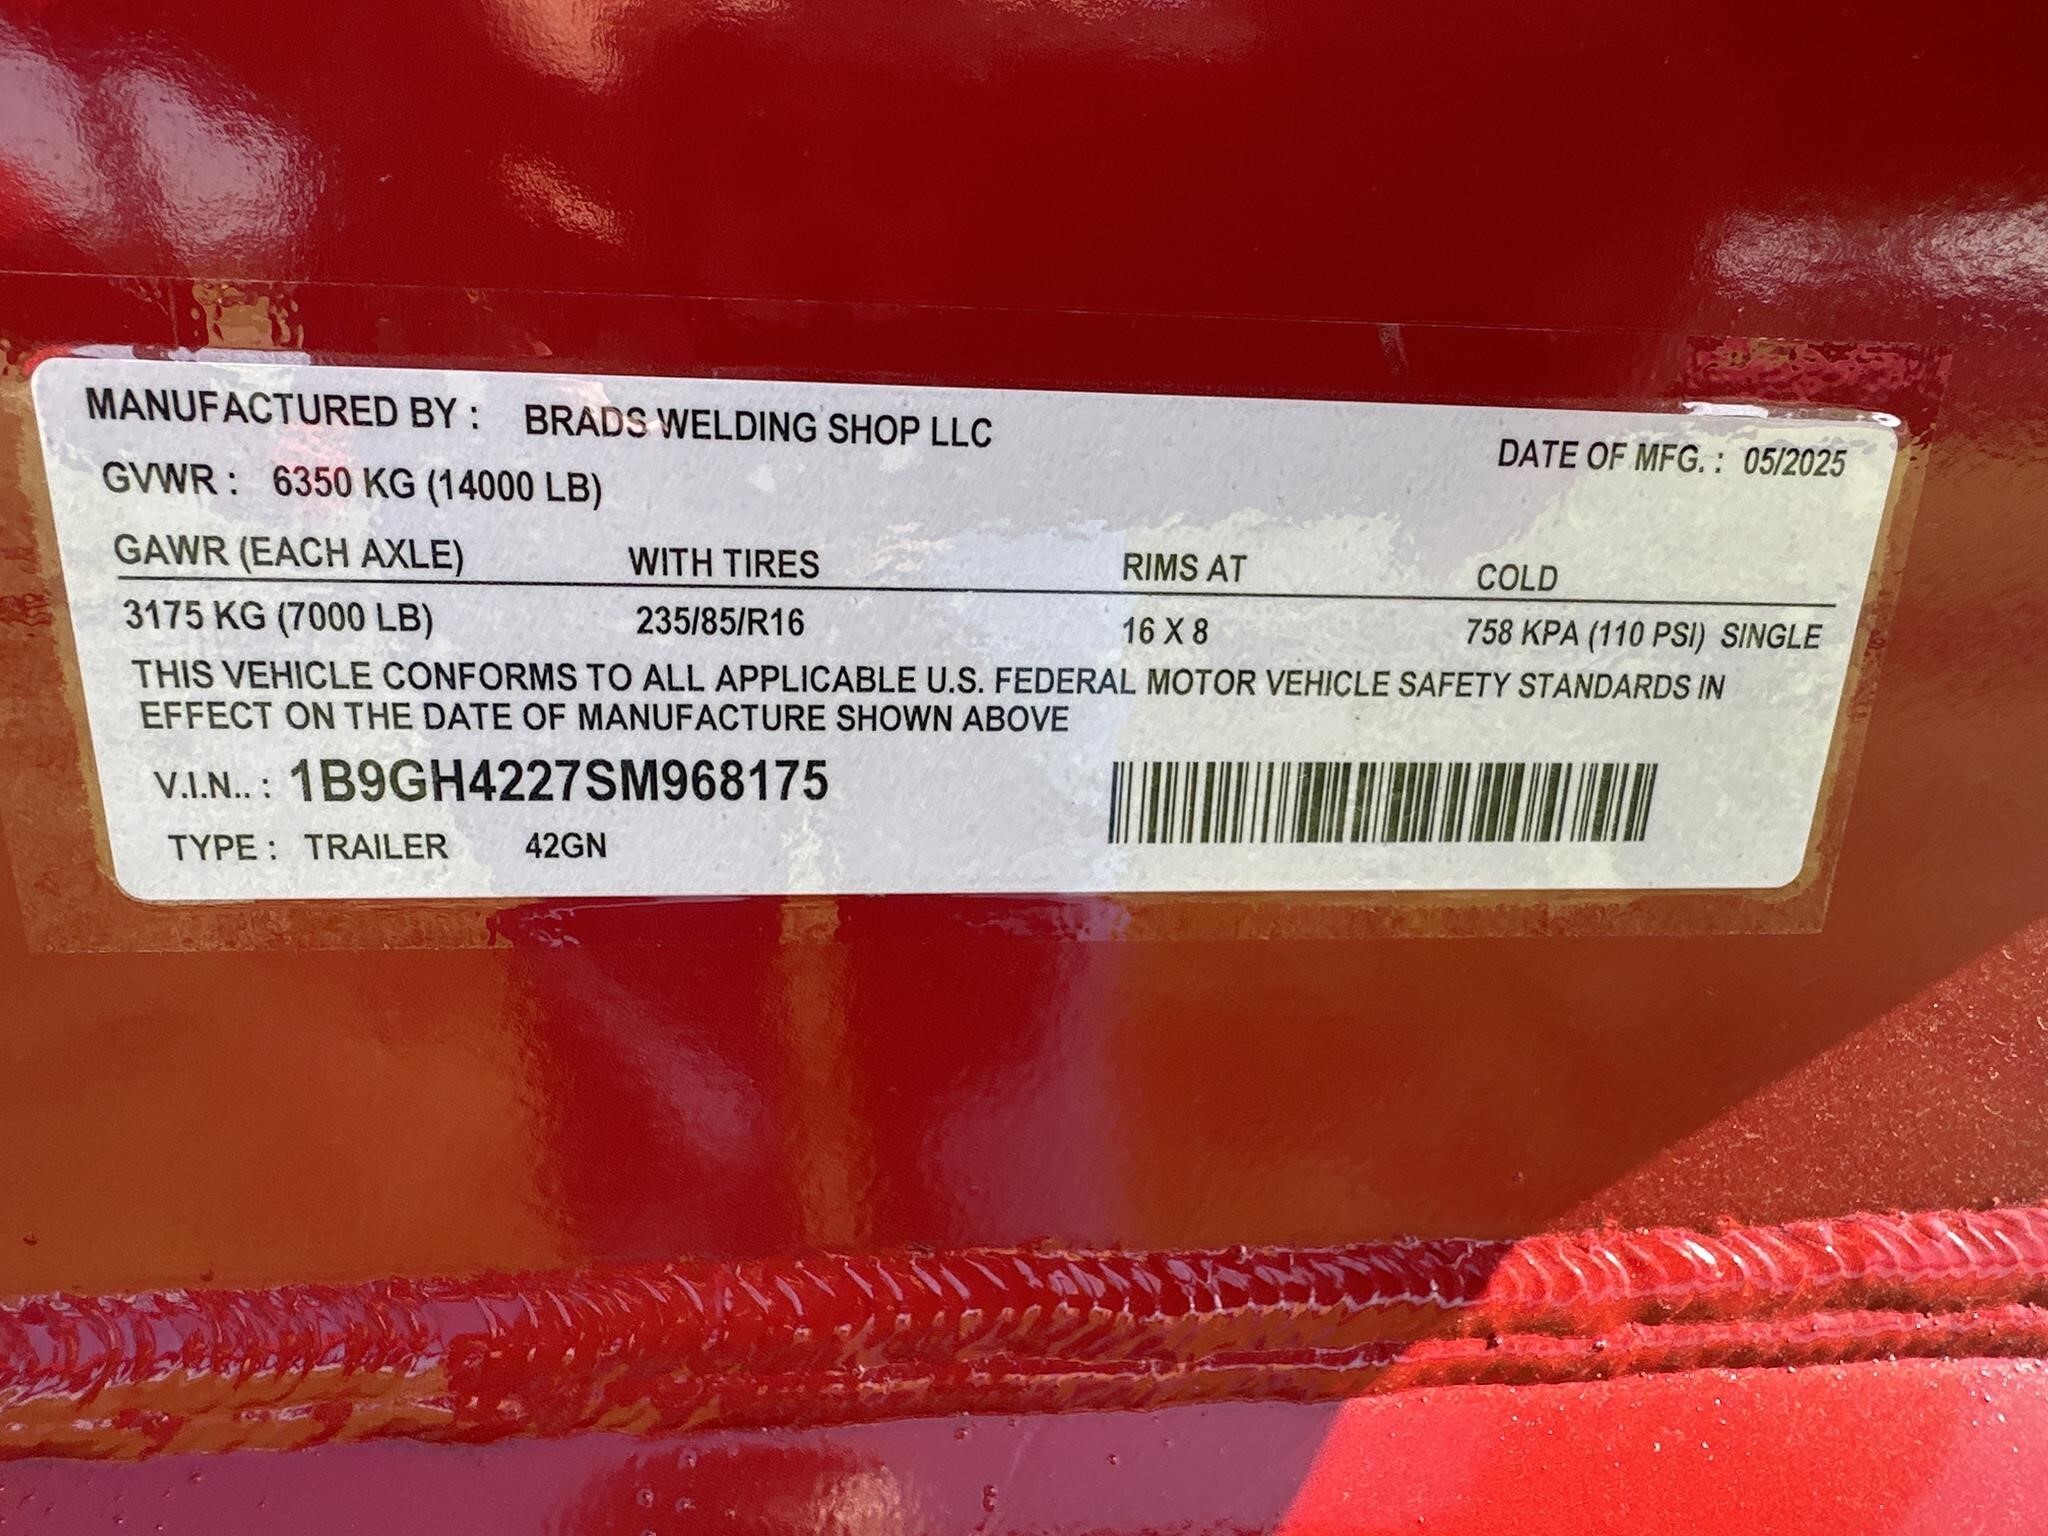 MANUFACTURED BY : BRADS WELDING SHOP LLC
DATE OF MFG. : 05/2025
GVWR : 6350 KG (14000 LB)
GAWR (EACH AXLE) WITH TIRES RIMS AT COLD
3175 KG (7000 LB) 235/85/R16 16 X 8 758 KPA (110 PSI) SINGLE
THIS VEHICLE CONFORMS TO ALL APPLICABLE U.S. FEDERAL MOTOR VEHICLE SAFETY STANDARDS IN
EFFECT ON THE DATE OF MANUFACTURE SHOWN ABOVE
V.I.N.. : 1B9GH4227SM968175
TYPE : TRAILER 42GN